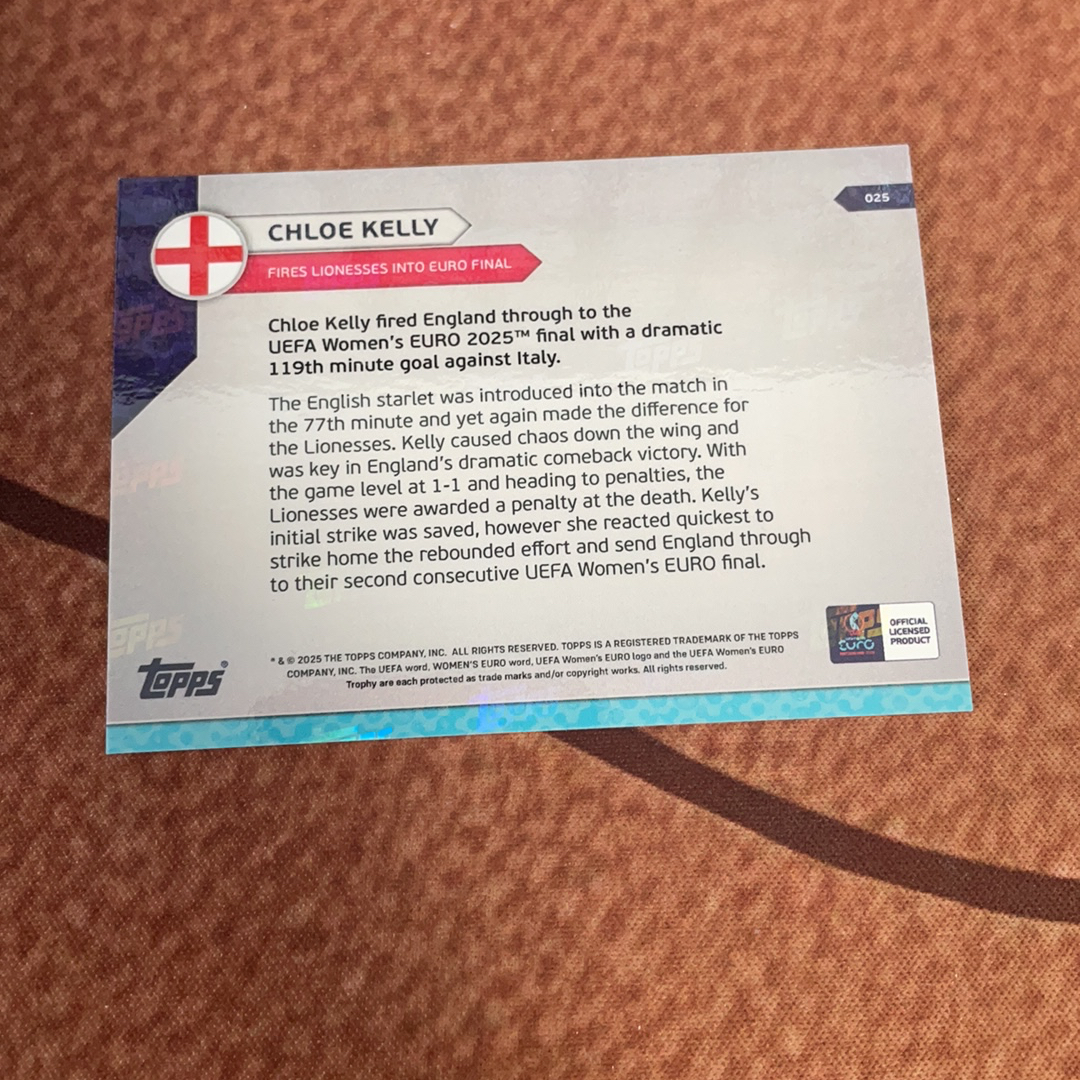 025
CHLOE KELLY
FIRES LIONESSES INTO EURO FINAL
Chloe Kelly fired England through to the
UEFA Women's EURO 2025™ final with a dramatic
119th minute goal against Italy.
The English starlet was introduced into the match in
the 77th minute and yet again made the difference for
the Lionesses. Kelly caused chaos down the wing and
was key in England's dramatic comeback victory. With
the game level at 1-1 and heading to penalties, the
Lionesses were awarded a penalty at the death. Kelly's
initial strike was saved, however she reacted quickest to
strike home the rebounded effort and send England through
to their second consecutive UEFA Women's EURO final.
* & © 2025 THE TOPPS COMPANY, INC. ALL RIGHTS RESERVED. TOPPS IS A REGISTERED TRADEMARK OF THE TOPPS
COMPANY, INC. The UEFA word, WOMEN'S EURO word, UEFA Women's EURO logo and the UEFA Women's EURO
Trophy are each protected as trade marks and/or copyright works. All rights reserved.
Topps®
EURO
OFFICIAL
LICENSED
PRODUCT